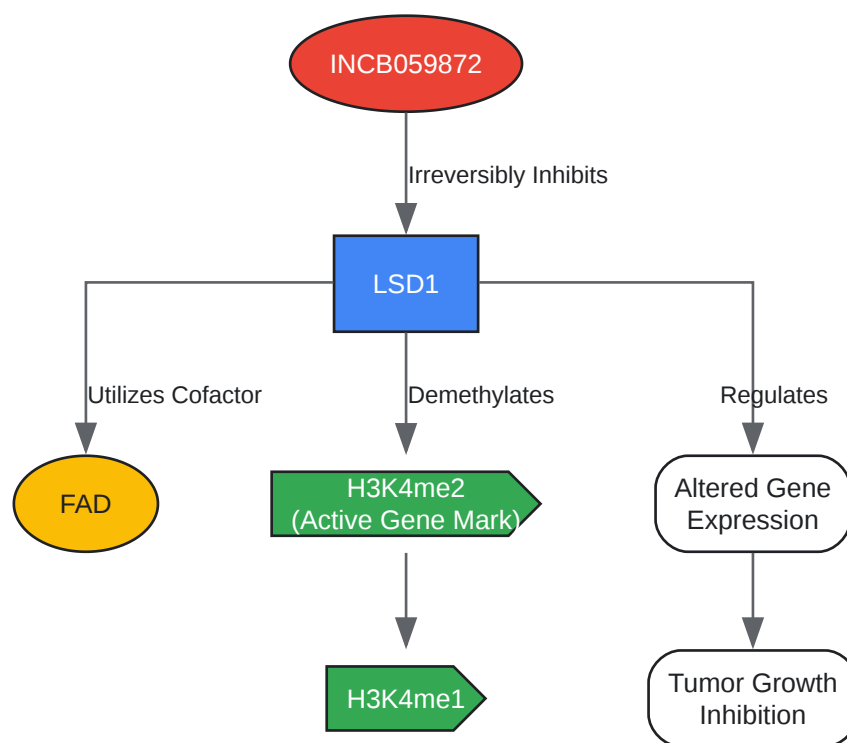 INCB059872
Irreversibly Inhibits
LSD1
Utilizes Cofactor
Demethylates
Regulates
FAD
H3K4me2
(Active Gene Mark)
Altered Gene
Expression
H3K4me1
Tumor Growth
Inhibition